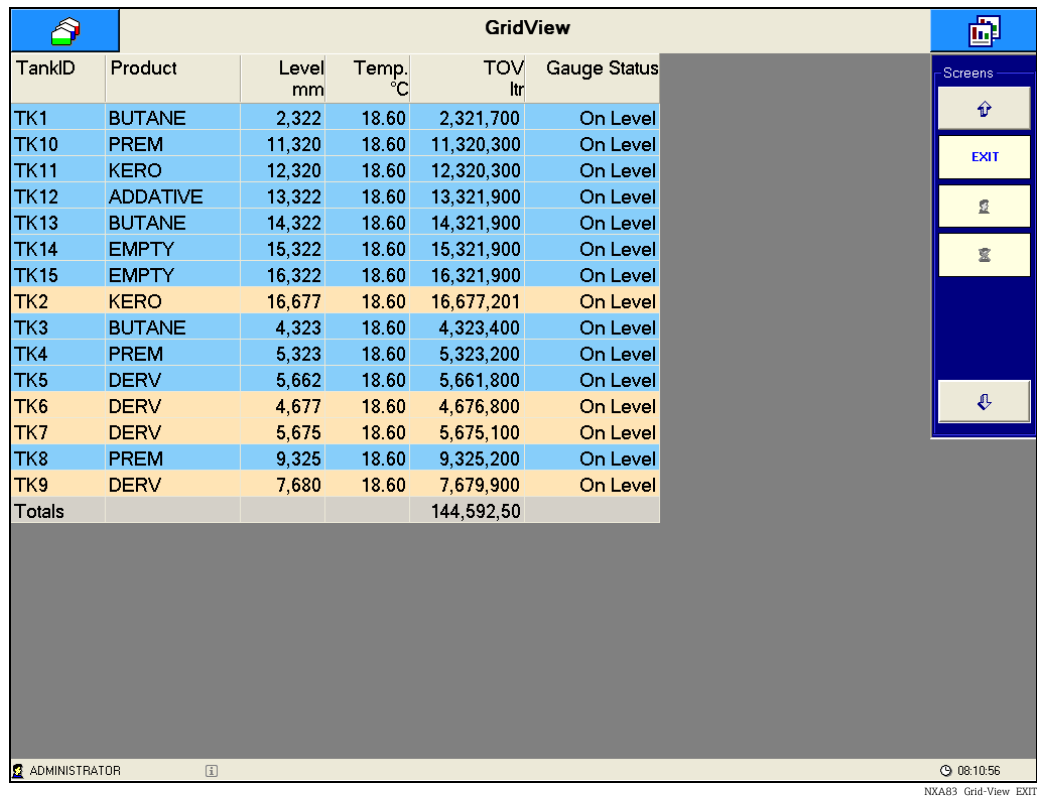 GridView
TankID Product Level mm Temp. °C TOV ltr Gauge Status
TK1 BUTANE 2,322 18.60 2,321,700 On Level
TK10 PREM 11,320 18.60 11,320,300 On Level
TK11 KERO 12,320 18.60 12,320,300 On Level
TK12 ADDATIVE 13,322 18.60 13,321,900 On Level
TK13 BUTANE 14,322 18.60 14,321,900 On Level
TK14 EMPTY 15,322 18.60 15,321,900 On Level
TK15 EMPTY 16,322 18.60 16,321,900 On Level
TK2 KERO 16,677 18.60 16,677,201 On Level
TK3 BUTANE 4,323 18.60 4,323,400 On Level
TK4 PREM 5,323 18.60 5,323,200 On Level
TK5 DERV 5,662 18.60 5,661,800 On Level
TK6 DERV 4,677 18.60 4,676,800 On Level
TK7 DERV 5,675 18.60 5,675,100 On Level
TK8 PREM 9,325 18.60 9,325,200 On Level
TK9 DERV 7,680 18.60 7,679,900 On Level
Totals 144,592,50
Screens
EXIT
ADMINISTRATOR
08:10:56
NXA83 Grid-View EXIT